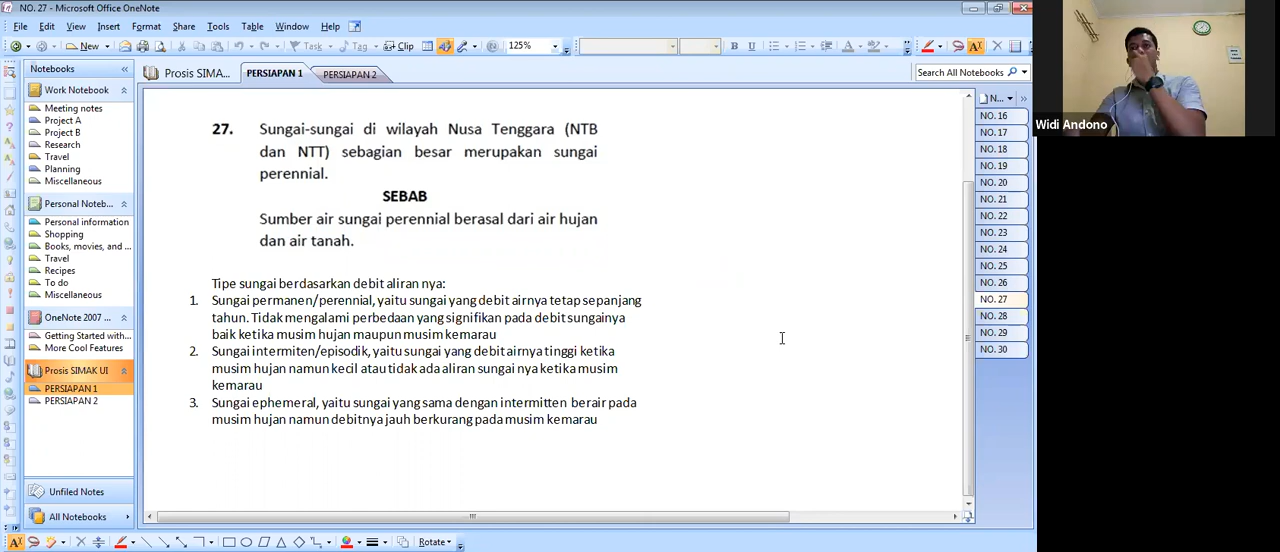 NO. 27 - Microsoft Office OneNote
File Edit View Insert Format Share Tools Table Window Help
New Task Tag Clip 125% B U A A
Notebooks
Prosis SIMA... PERSIAPAN 1 PERSIAPAN 2 Search All Notebooks
Work Notebook
Meeting notes
Project A
Project B
Research
Travel
Planning
Miscellaneous
Personal Noteb...
Personal information
Shopping
Books, movies, and ...
Travel
Recipes
To do
Miscellaneous
OneNote 2007 ...
Getting Started with...
More Cool Features
Prosis SIMAK UI
PERSIAPAN 1
PERSIAPAN 2
Unfiled Notes
All Notebooks
27. Sungai-sungai di wilayah Nusa Tenggara (NTB
dan NTT) sebagian besar merupakan sungai
perennial.
SEBAB
Sumber air sungai perennial berasal dari air hujan
dan air tanah.
Tipe sungai berdasarkan debit aliran nya:
1. Sungai permanen/perennial, yaitu sungai yang debit airnya tetap sepanjang
tahun. Tidak mengalami perbedaan yang signifikan pada debit sungainya
baik ketika musim hujan maupun musim kemarau
2. Sungai intermiten/episodik, yaitu sungai yang debit airnya tinggi ketika
musim hujan namun kecil atau tidak ada aliran sungai nya ketika musim
kemarau
3. Sungai ephemeral, yaitu sungai yang sama dengan intermitten berair pada
musim hujan namun debitnya jauh berkurang pada musim kemarau
N...
NO. 16
NO. 17
NO. 18
NO. 19
NO. 20
NO. 21
NO. 22
NO. 23
NO. 24
NO. 25
NO. 26
NO. 27
NO. 28
NO. 29
NO. 30
Widi Andono
A Rotate